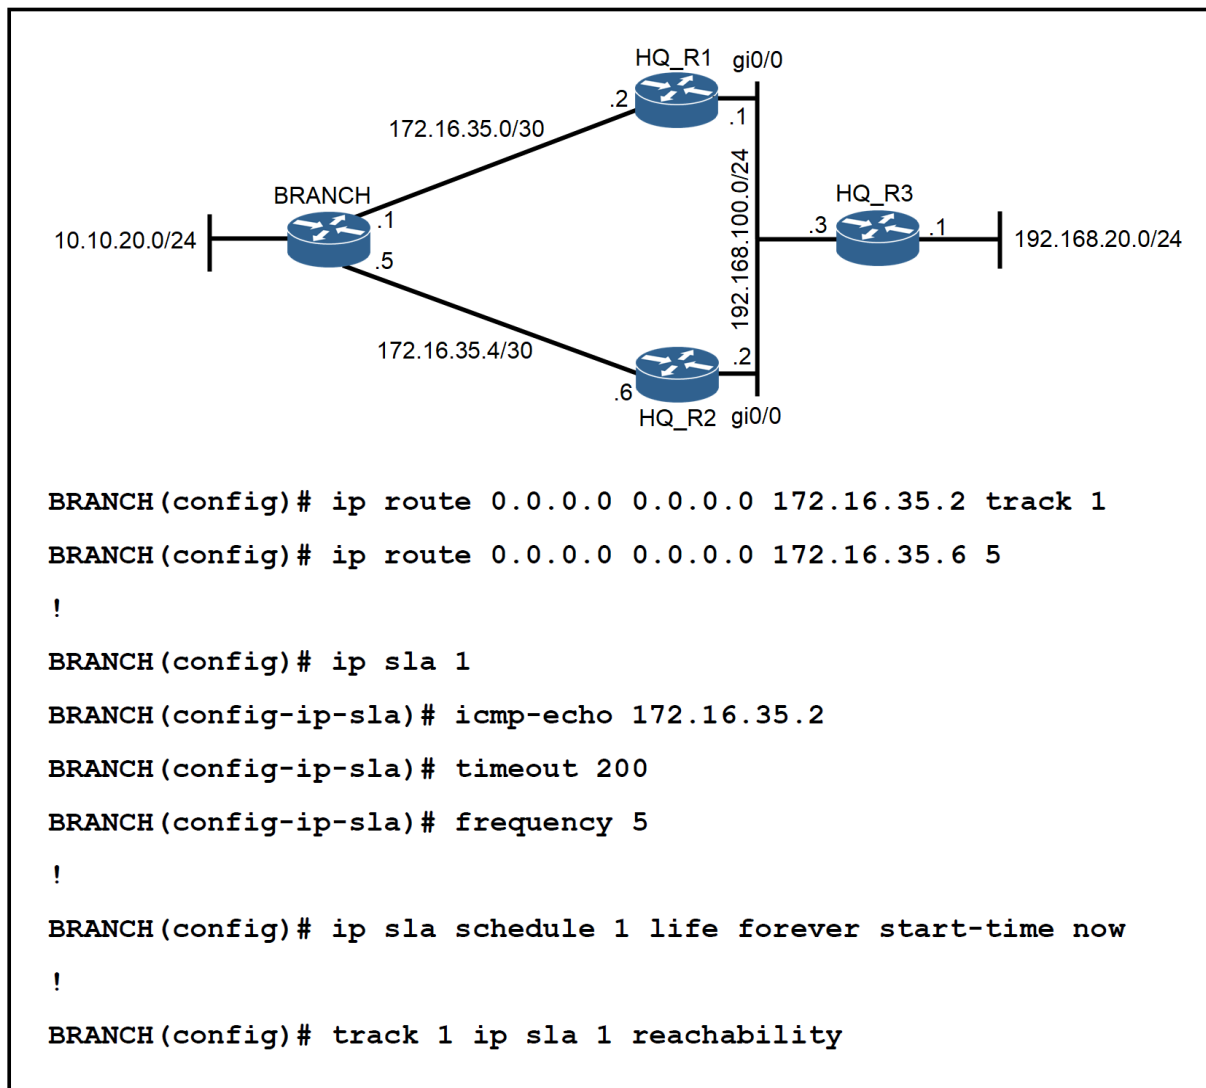 HQ_R1 gi0/0
.2
.1
172.16.35.0/30
BRANCH
.1
10.10.20.0/24
.5
192.168.100.0/24
HQ_R3
.3
.1
192.168.20.0/24
172.16.35.4/30
.2
.6
HQ_R2 gi0/0
BRANCH(config)# ip route 0.0.0.0 0.0.0.0 172.16.35.2 track 1
BRANCH(config)# ip route 0.0.0.0 0.0.0.0 172.16.35.6 5
!
BRANCH(config)# ip sla 1
BRANCH(config-ip-sla)# icmp-echo 172.16.35.2
BRANCH(config-ip-sla)# timeout 200
BRANCH(config-ip-sla)# frequency 5
!
BRANCH(config)# ip sla schedule 1 life forever start-time now
!
BRANCH(config)# track 1 ip sla 1 reachability